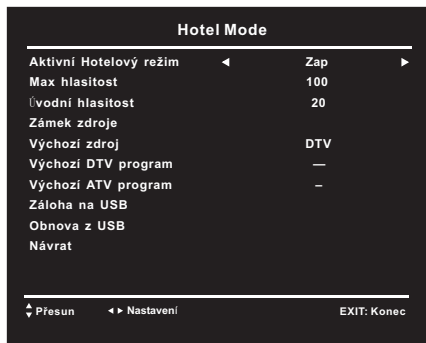 Hotel Mode
Aktivní Hotelový režim ◄ Zap ►
Max hlasitost 100
Úvodní hlasitost 20
Zámek zdroje
Výchozí zdroj DTV
Výchozí DTV program —
Výchozí ATV program –
Záloha na USB
Obnova z USB
Návrat
Přesun ◄► Nastavení EXIT: Konec